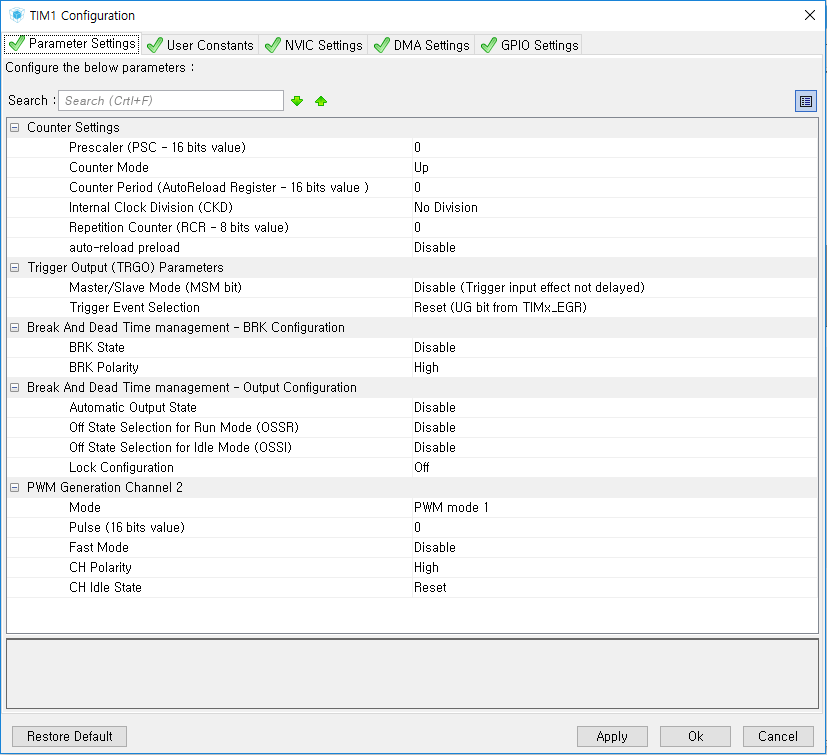 TIM1 Configuration
Parameter Settings User Constants NVIC Settings DMA Settings GPIO Settings
Configure the below parameters :
Search : Search (Crtl+F)
Counter Settings
Prescaler (PSC - 16 bits value) 0
Counter Mode Up
Counter Period (AutoReload Register - 16 bits value ) 0
Internal Clock Division (CKD) No Division
Repetition Counter (RCR - 8 bits value) 0
auto-reload preload Disable
Trigger Output (TRGO) Parameters
Master/Slave Mode (MSM bit) Disable (Trigger input effect not delayed)
Trigger Event Selection Reset (UG bit from TIMx_EGR)
Break And Dead Time management - BRK Configuration
BRK State Disable
BRK Polarity High
Break And Dead Time management - Output Configuration
Automatic Output State Disable
Off State Selection for Run Mode (OSSR) Disable
Off State Selection for Idle Mode (OSSI) Disable
Lock Configuration Off
PWM Generation Channel 2
Mode PWM mode 1
Pulse (16 bits value) 0
Fast Mode Disable
CH Polarity High
CH Idle State Reset
Restore Default Apply Ok Cancel